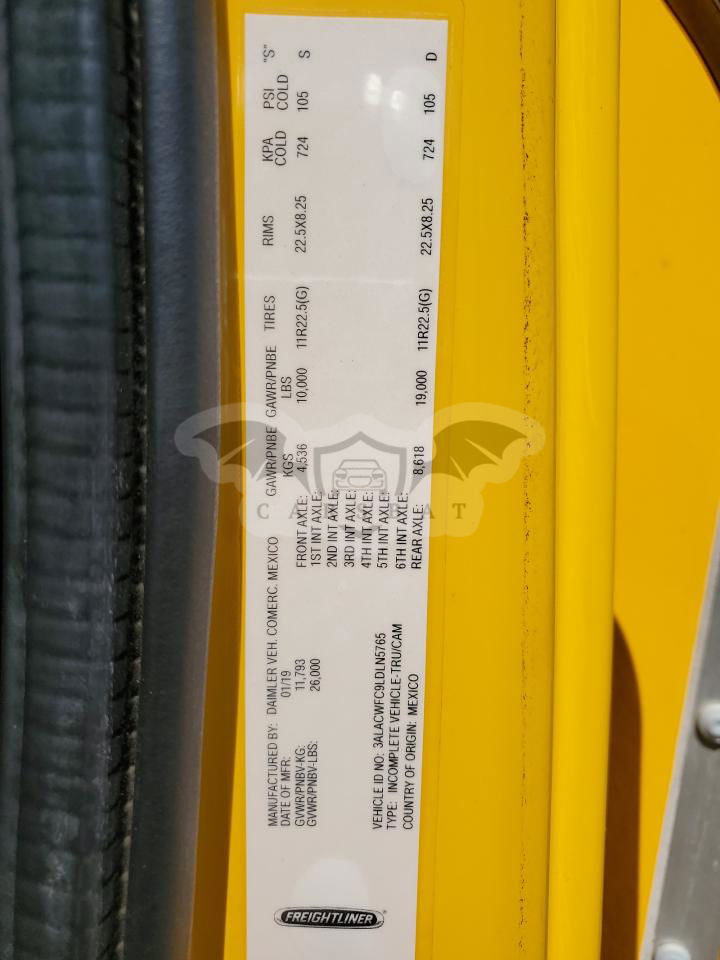 MANUFACTURED BY: DAIMLER VEH. COMERC. MEXICO
DATE OF MFR: 01/19
GVWR/PNBV-KG: 11,793
GVWR/PNBV-LBS: 26,000
VEHICLE ID NO: 3ALACWFC9LDLN5765
TYPE: INCOMPLETE VEHICLE-TRU/CAM
COUNTRY OF ORIGIN: MEXICO
GAWR/PNBE GAWR/PNBE TIRES RIMS KPA PSI "S"
KGS LBS COLD COLD
FRONT AXLE: 4,536 10,000 11R22.5(G) 22.5X8.25 724 105 S
1ST INT AXLE:
2ND INT AXLE:
3RD INT AXLE:
4TH INT AXLE:
5TH INT AXLE:
6TH INT AXLE:
REAR AXLE: 8,618 19,000 11R22.5(G) 22.5X8.25 724 105 D
FREIGHTLINER